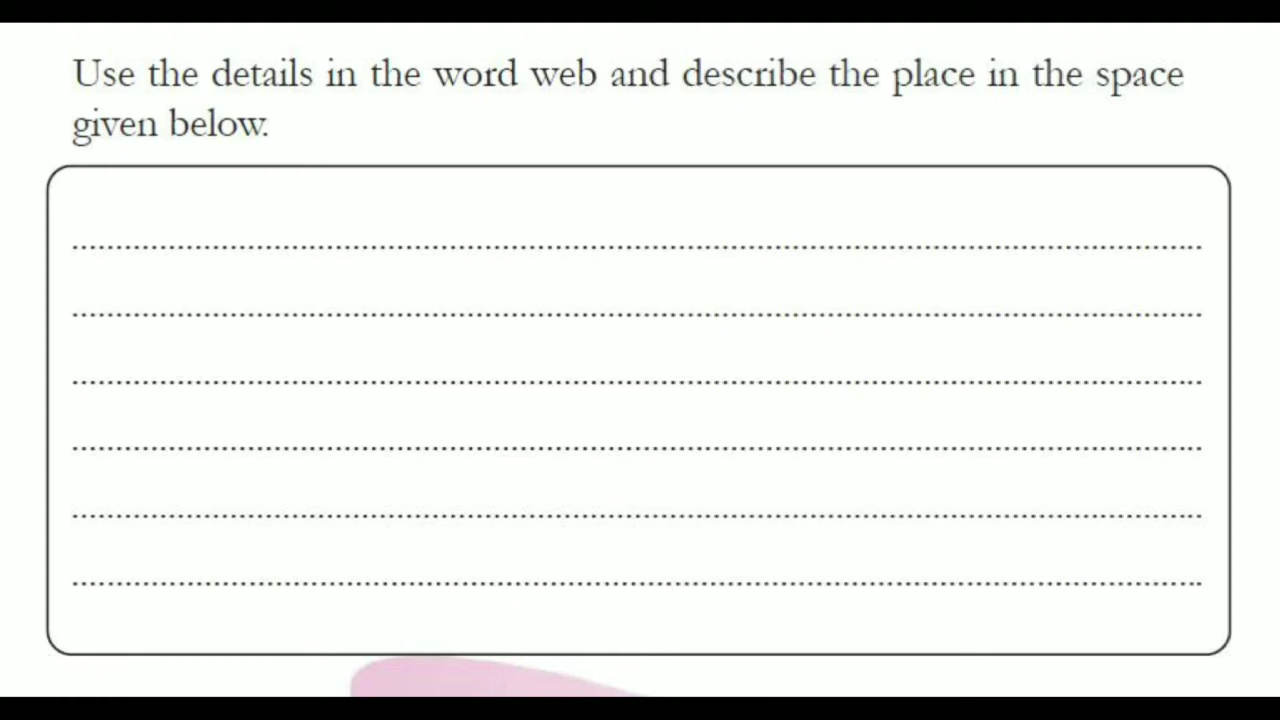 Use the details in the word web and describe the place in the space
given below.